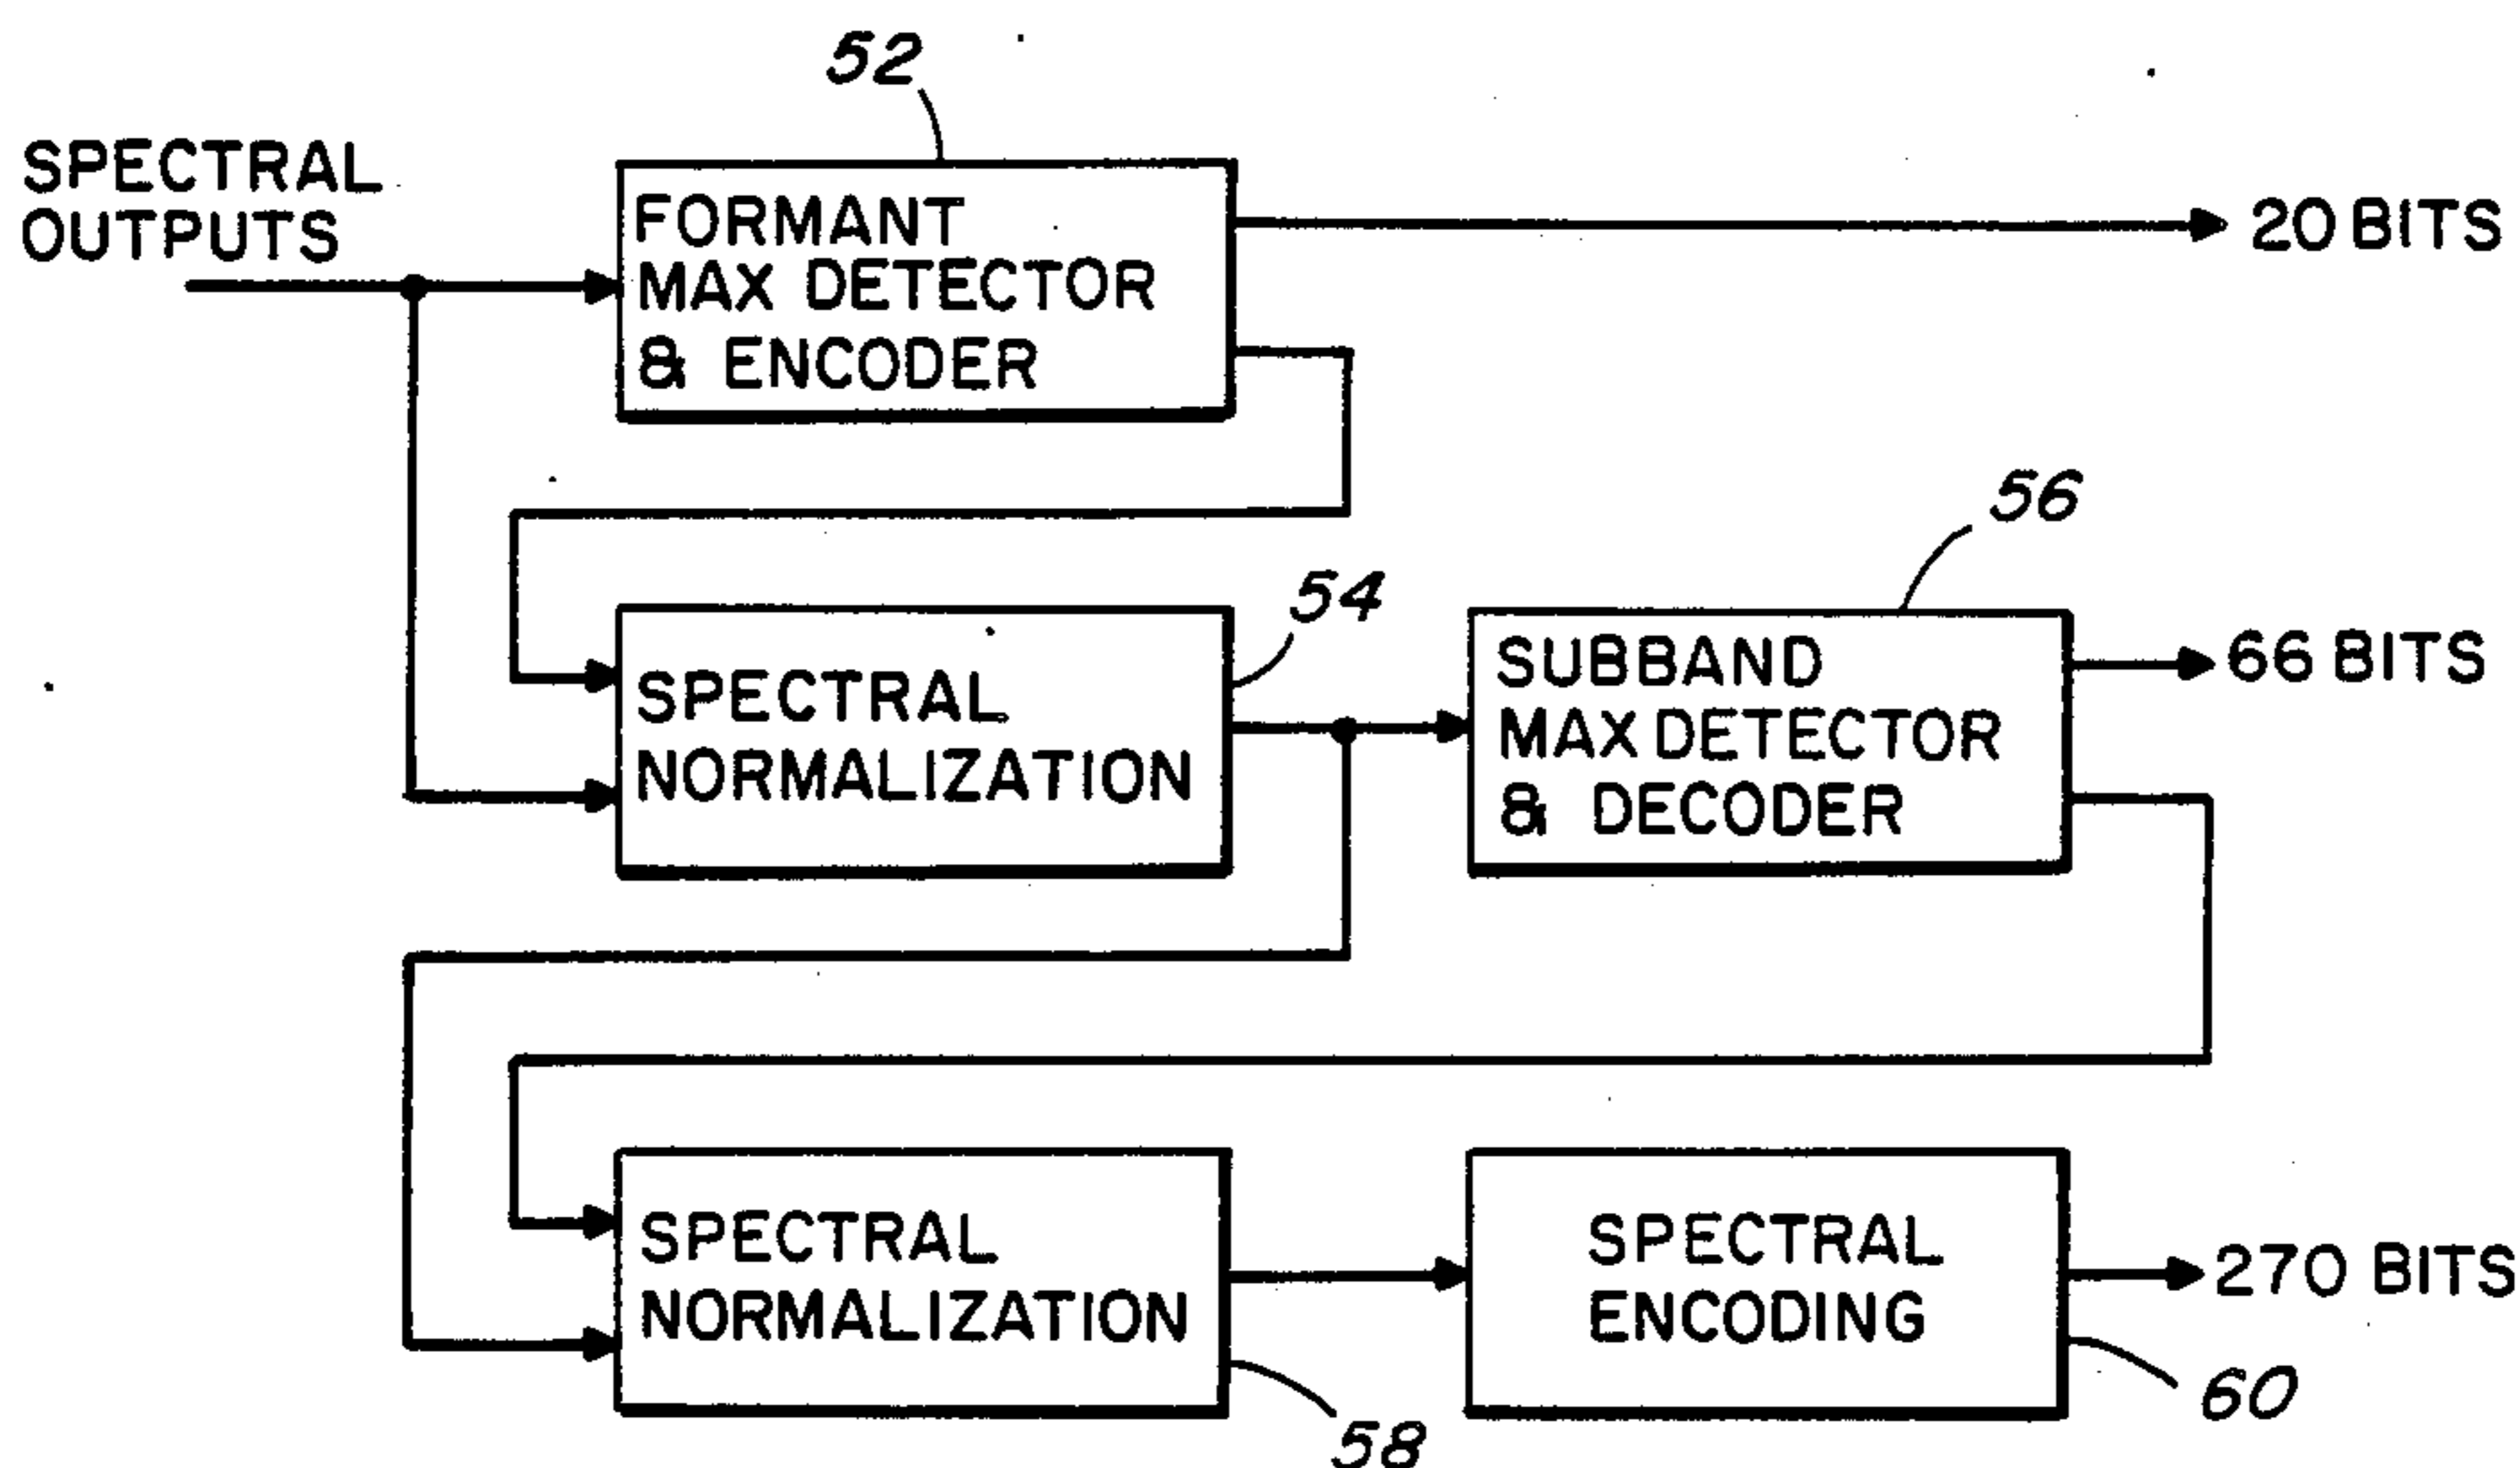 52
SPECTRAL
OUTPUTS
FORMANT
MAX DETECTOR
& ENCODER
20 BITS
54
56
SPECTRAL
NORMALIZATION
SUBBAND
MAX DETECTOR
& DECODER
66 BITS
SPECTRAL
NORMALIZATION
58
SPECTRAL
ENCODING
270 BITS
60